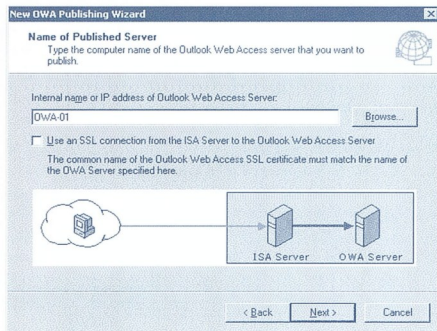 New OWA Publishing Wizard
Name of Published Server
Type the computer name of the Outlook Web Access server that you want to
publish.
Internal name or IP address of Outlook Web Access Server:
OWA-01
Browse...
Use an SSL connection from the ISA Server to the Outlook Web Access Server
The common name of the Outlook Web Access SSL certificate must match the name of
the OWA Server specified here.
ISA Server OWA Server
< Back Next > Cancel